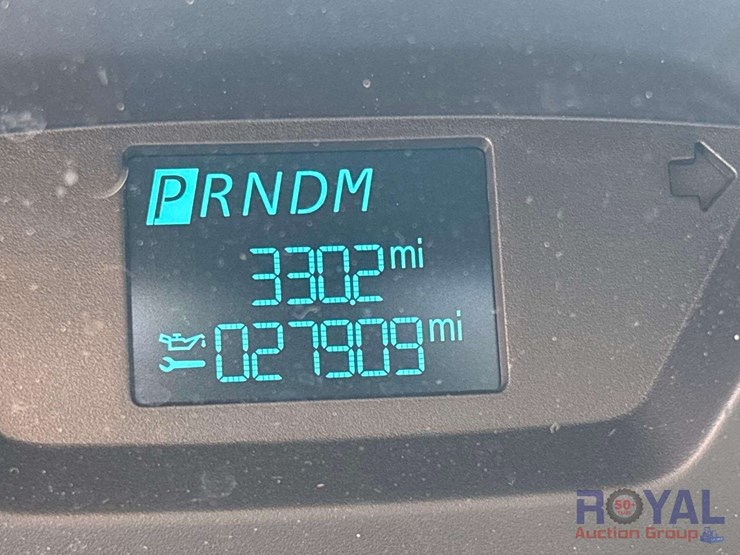 PRNDM
330.2 mi
027909 mi
ROYAL
50
Auction Group